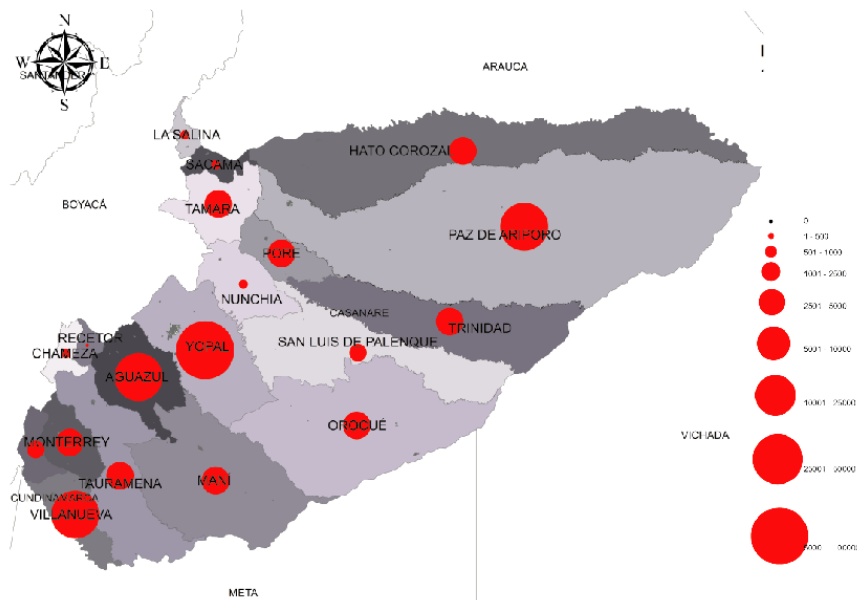 N
W E
S
SANTANDER
ARAUCA
LA SALINA
HATO COROZAL
SACAMA
BOYACÁ
TAMARA
PAZ DE ARIPORO
PORE
NUNCHIA
CASANARE
TRINIDAD
RECETOR
CHAMEZA
YOPAL
SAN LUIS DE PALENQUE
AGUAZUL
OROCUÉ
MONTERREY
VICHADA
TAURAMENA
MANI
CUNDINAMARCA
VILLANUEVA
META
0
1 - 500
501 - 1000
1001 - 2500
2501 - 5000
5001 - 10000
10001 - 25000
25001 - 50000